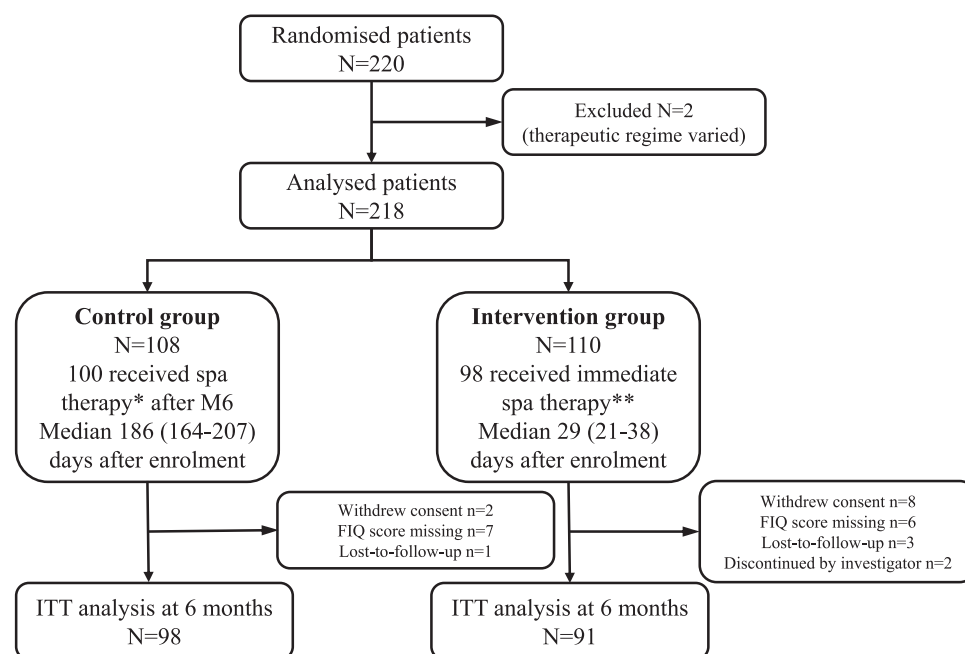 Randomised patients
N=220
Excluded N=2
(therapeutic regime varied)
Analysed patients
N=218
Control group
N=108
100 received spa
therapy* after M6
Median 186 (164-207)
days after enrolment
Intervention group
N=110
98 received immediate
spa therapy**
Median 29 (21-38)
days after enrolment
Withdrew consent n=2
FIQ score missing n=7
Lost-to-follow-up n=1
Withdrew consent n=8
FIQ score missing n=6
Lost-to-follow-up n=3
Discontinued by investigator n=2
ITT analysis at 6 months
N=98
ITT analysis at 6 months
N=91